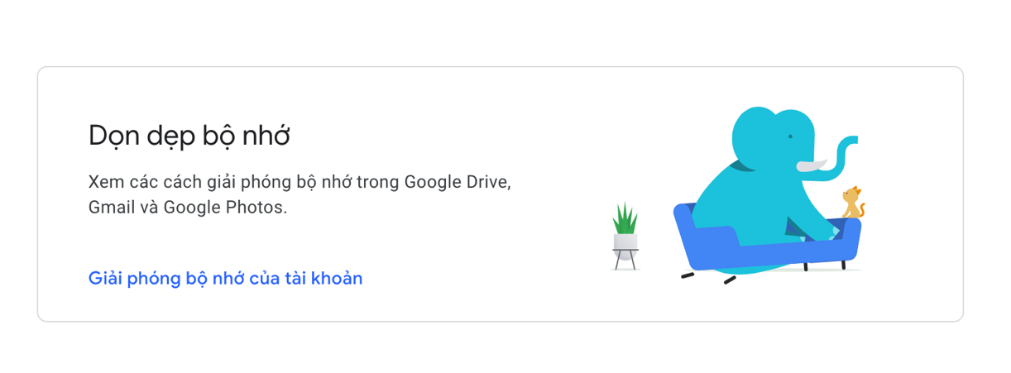 Dọn dẹp bộ nhớ
Xem các cách giải phóng bộ nhớ trong Google Drive,
Gmail và Google Photos.
Giải phóng bộ nhớ của tài khoản